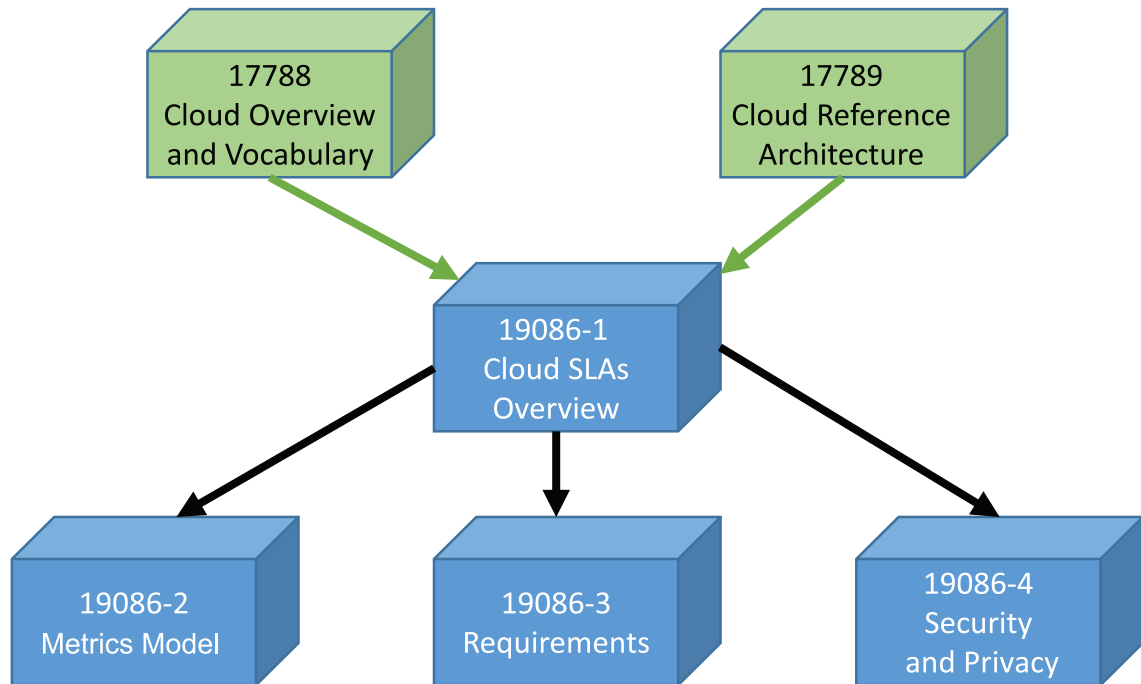 17788
Cloud Overview
and Vocabulary
17789
Cloud Reference
Architecture
19086-1
Cloud SLAs
Overview
19086-2
Metrics Model
19086-3
Requirements
19086-4
Security
and Privacy